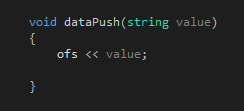 void dataPush(string value)
{
ofs << value;
}